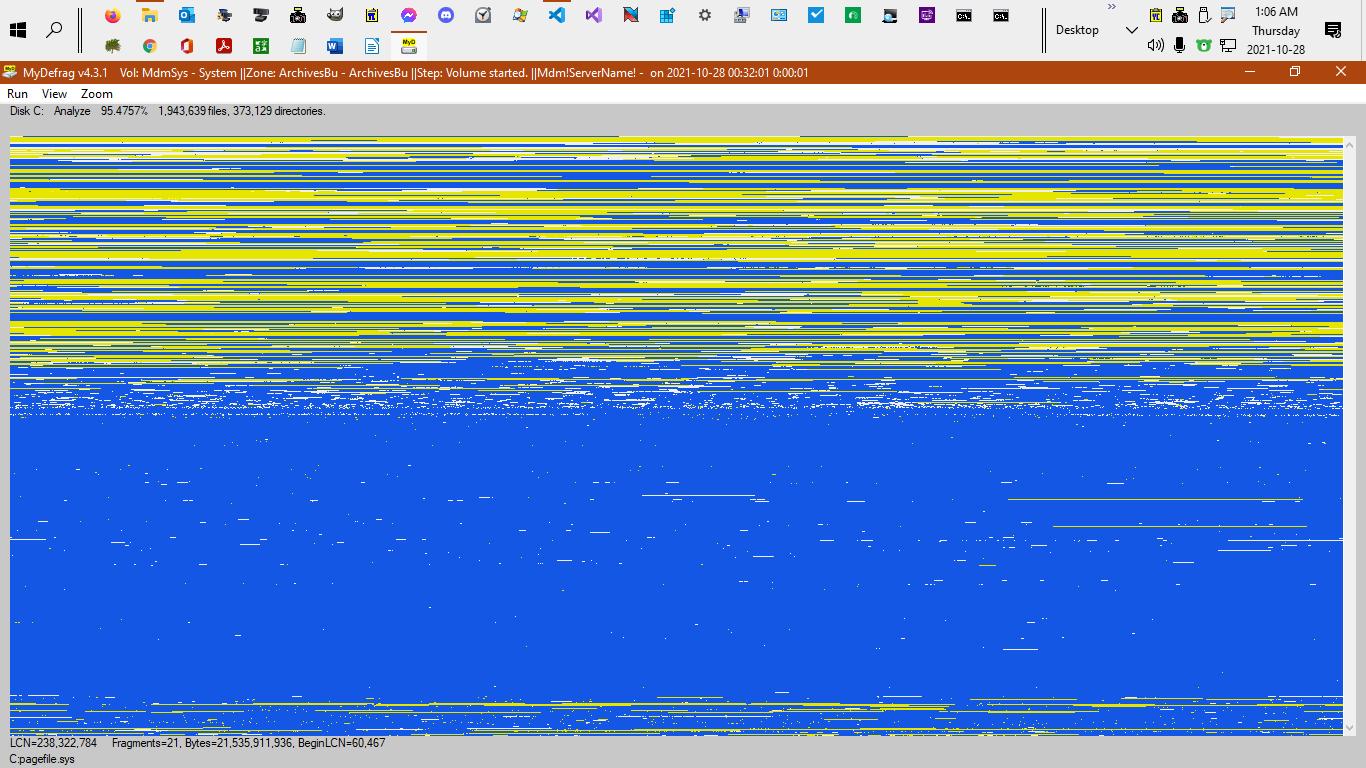 1:06 AM
Desktop
Thursday
2021-10-28
MyDefrag v4.3.1 Vol: MdmSys - System ||Zone: ArchivesBu - ArchivesBu ||Step: Volume started. ||Mdm!ServerName! - on 2021-10-28 00:32:01 0:00:01
Run View Zoom
Disk C: Analyze 95.4757% 1,943,639 files, 373,129 directories.
LCN=238,322,784 Fragments=21, Bytes=21,535,911,936, BeginLCN=60,467
C:pagefile.sys